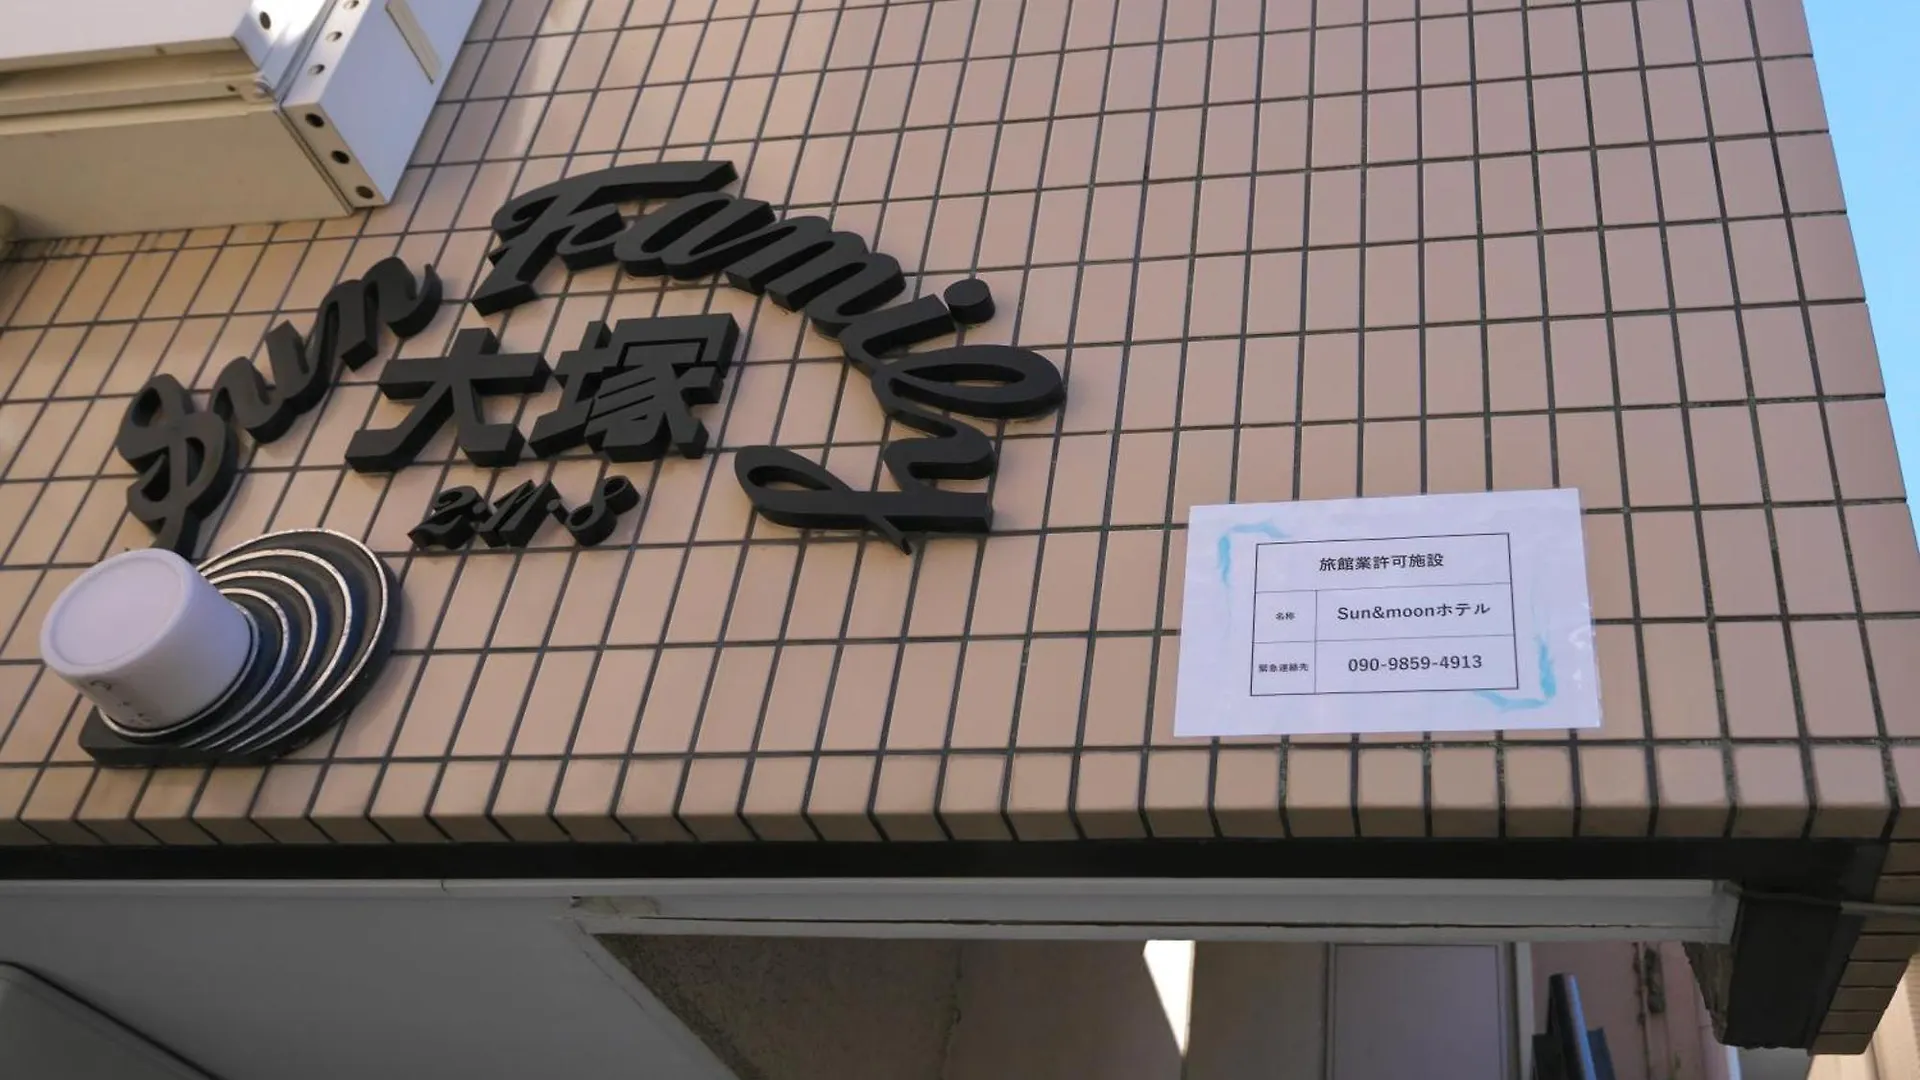 Sun Family
大塚
2-11-8
旅館業許可施設
名称 Sun&moonホテル
緊急連絡先 090-9859-4913